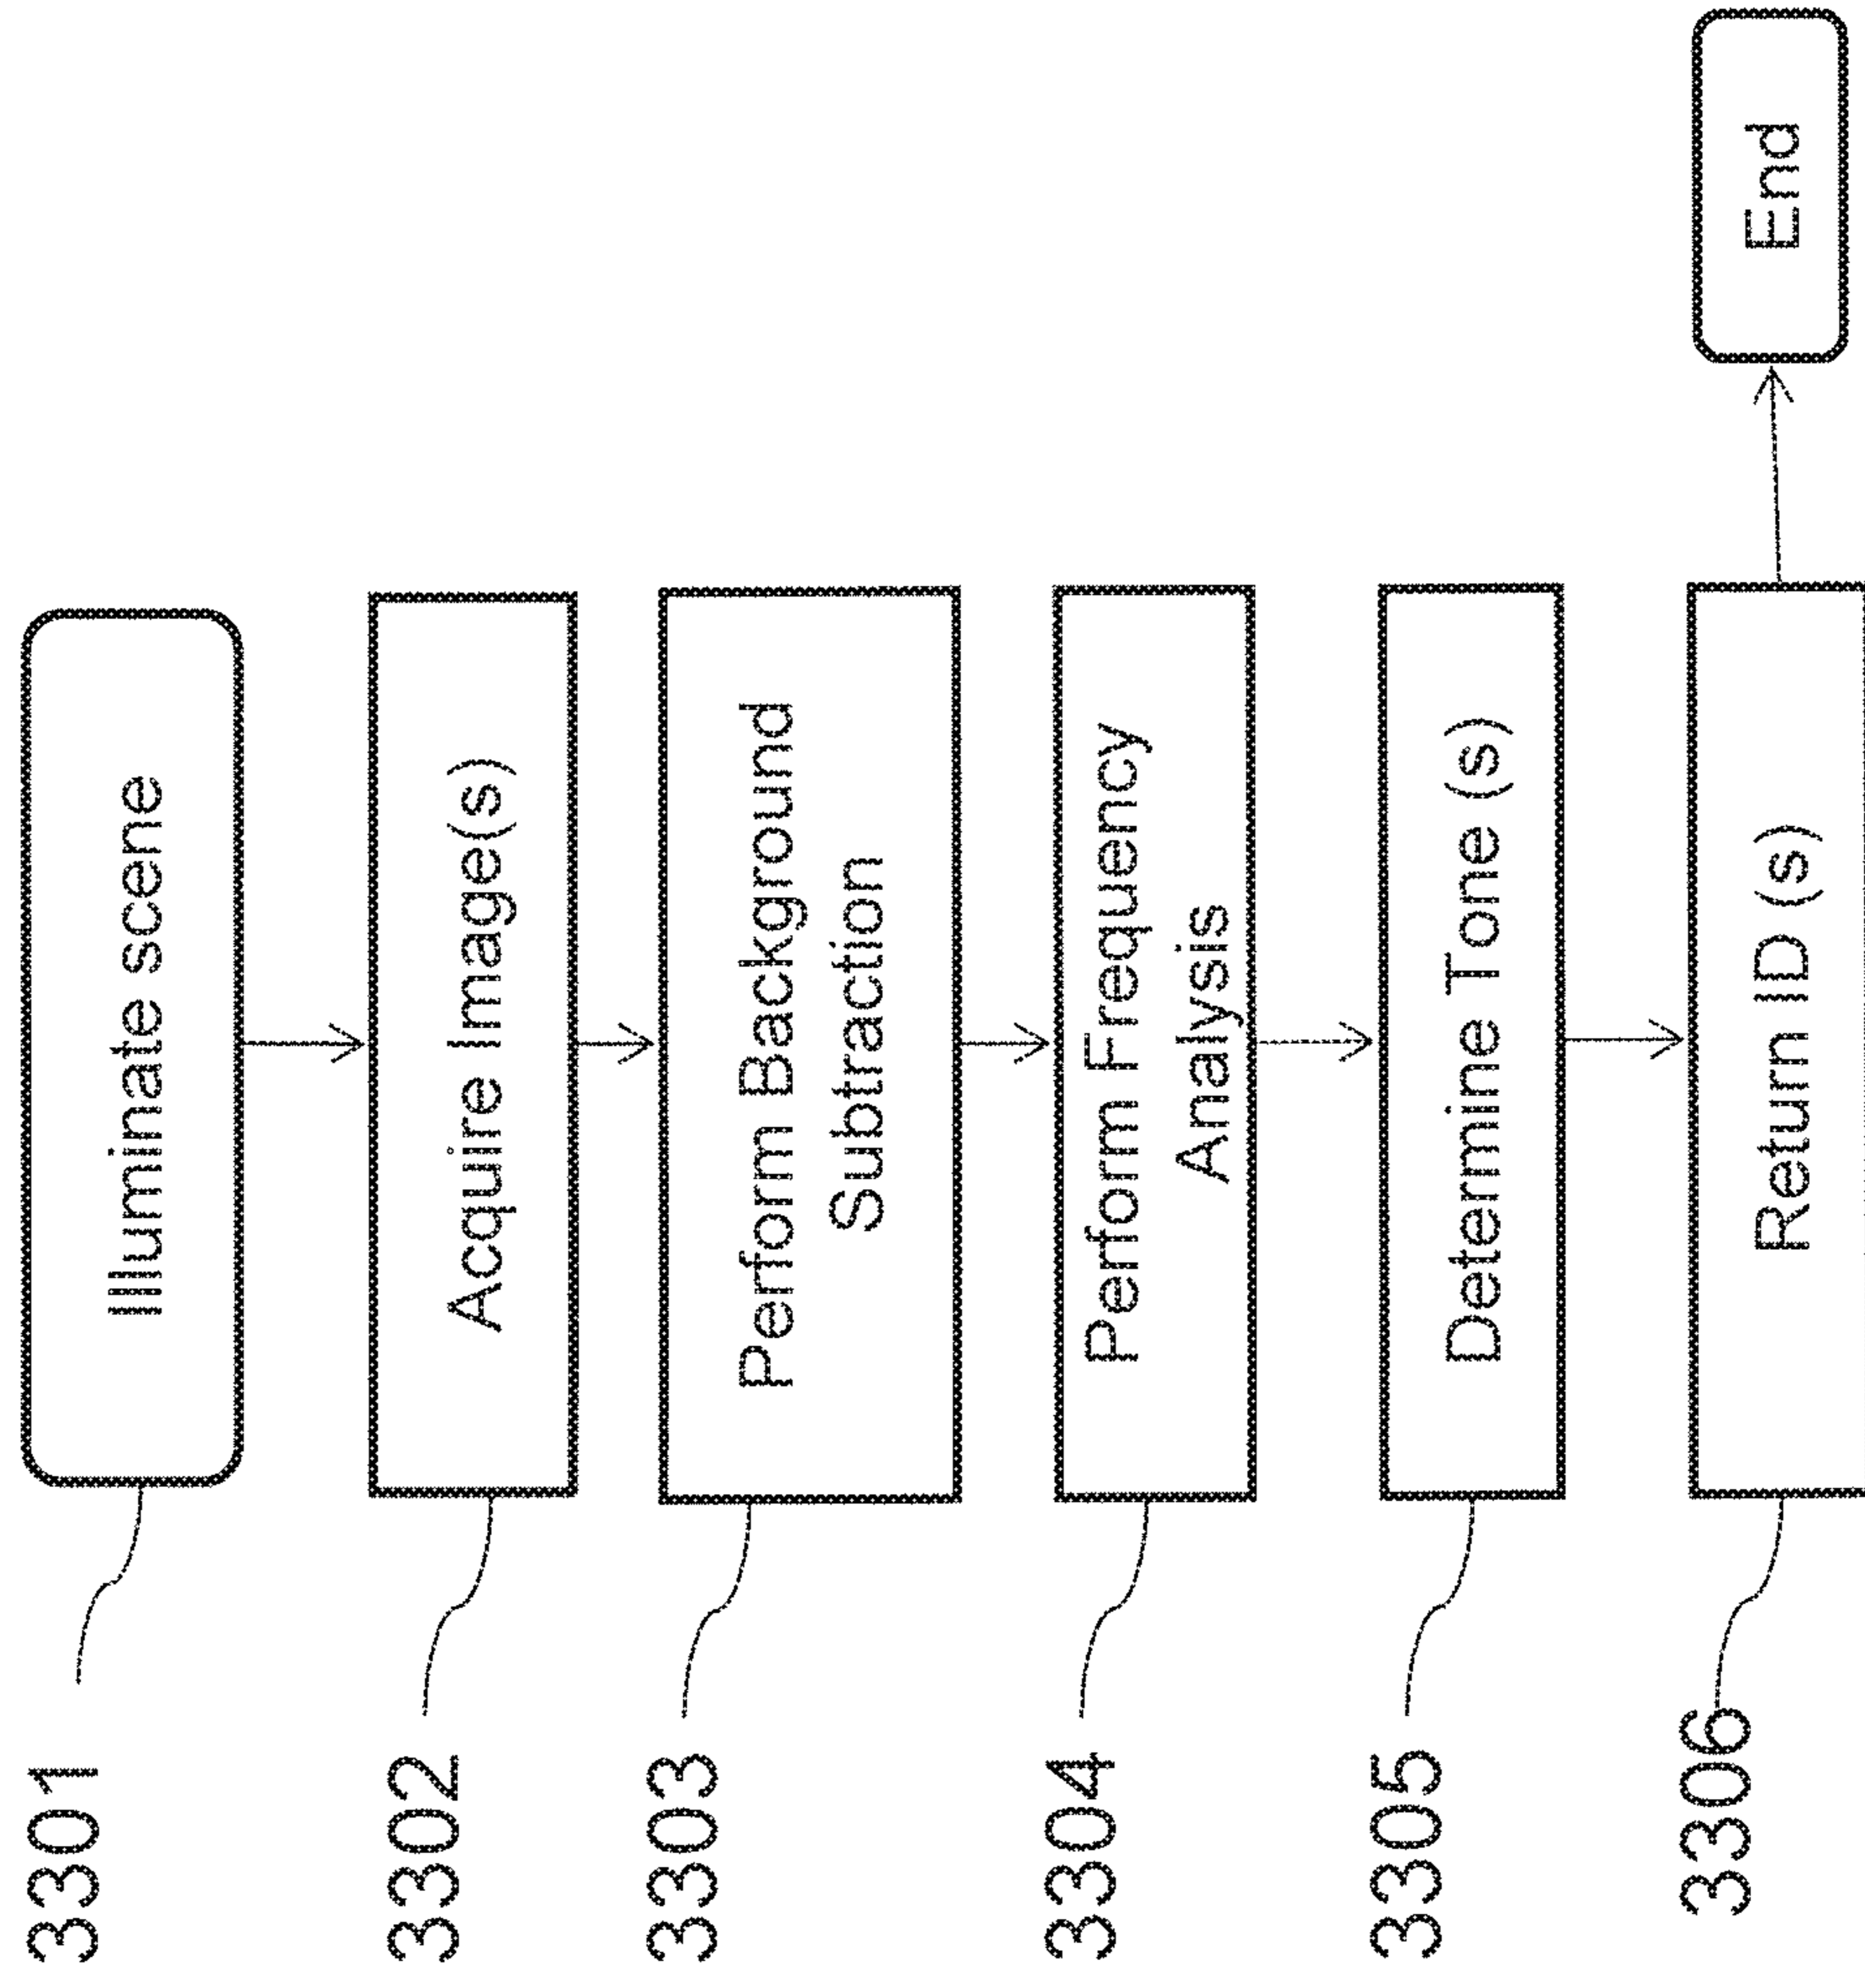 3301
Illuminate scene
3302
Acquire Image(s)
3303
Perform Background
Subtraction
3304
Perform Frequency
Analysis
3305
Determine Tone (s)
3306
Return ID (s)
End